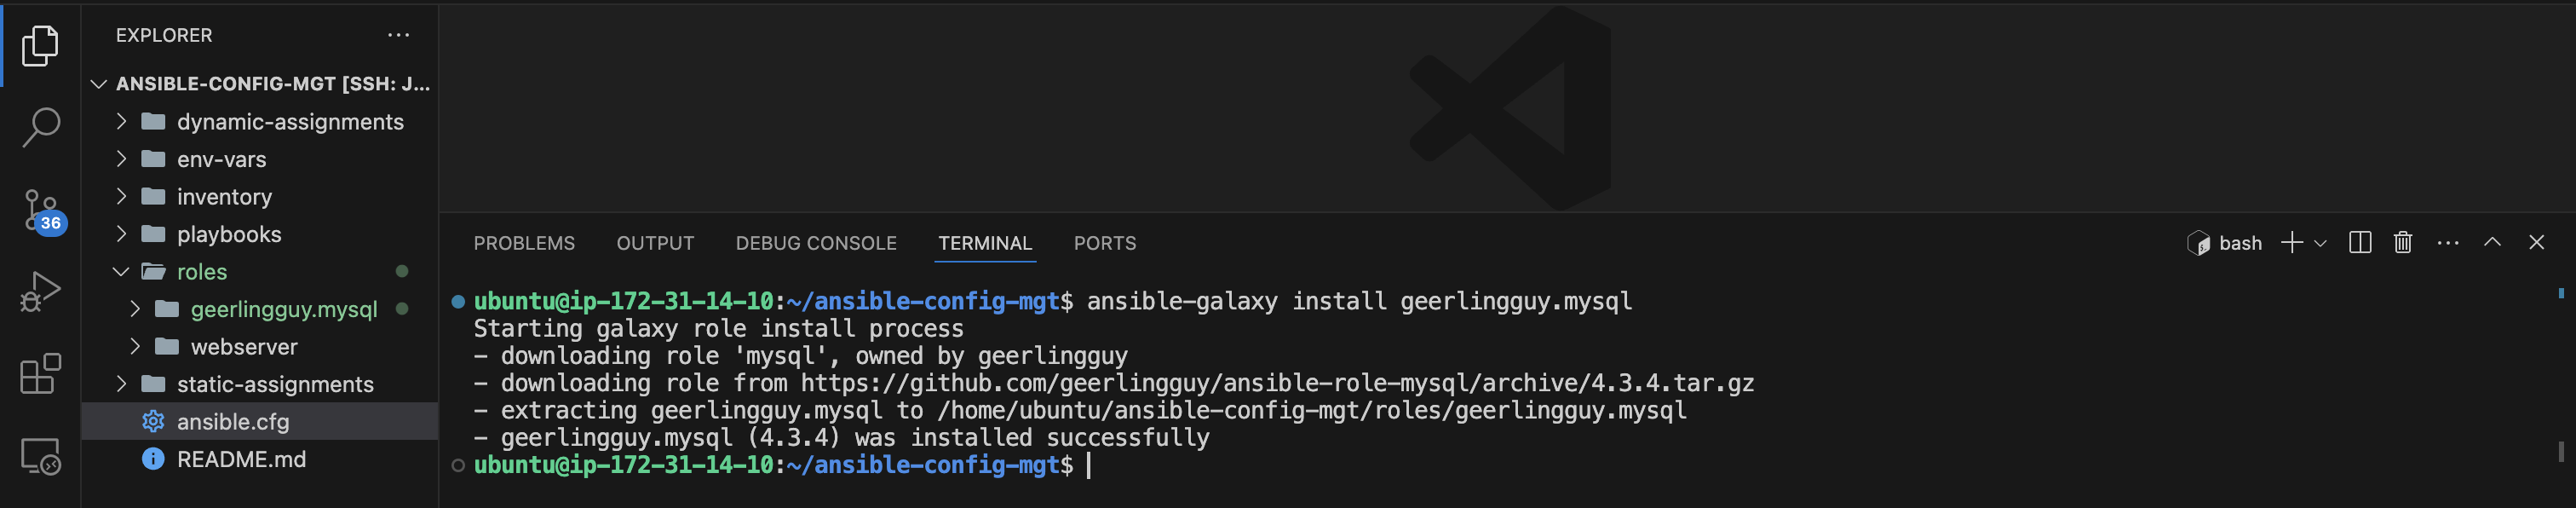 EXPLORER
ANSIBLE-CONFIG-MGT [SSH: J...
dynamic-assignments
env-vars
inventory
36
playbooks
roles
geerlingguy.mysql
webserver
static-assignments
ansible.cfg
README.md
PROBLEMS OUTPUT DEBUG CONSOLE TERMINAL PORTS
bash
ubuntu@ip-172-31-14-10:~/ansible-config-mgt$ ansible-galaxy install geerlingguy.mysql
Starting galaxy role install process
- downloading role 'mysql', owned by geerlingguy
- downloading role from https://github.com/geerlingguy/ansible-role-mysql/archive/4.3.4.tar.gz
- extracting geerlingguy.mysql to /home/ubuntu/ansible-config-mgt/roles/geerlingguy.mysql
- geerlingguy.mysql (4.3.4) was installed successfully
ubuntu@ip-172-31-14-10:~/ansible-config-mgt$